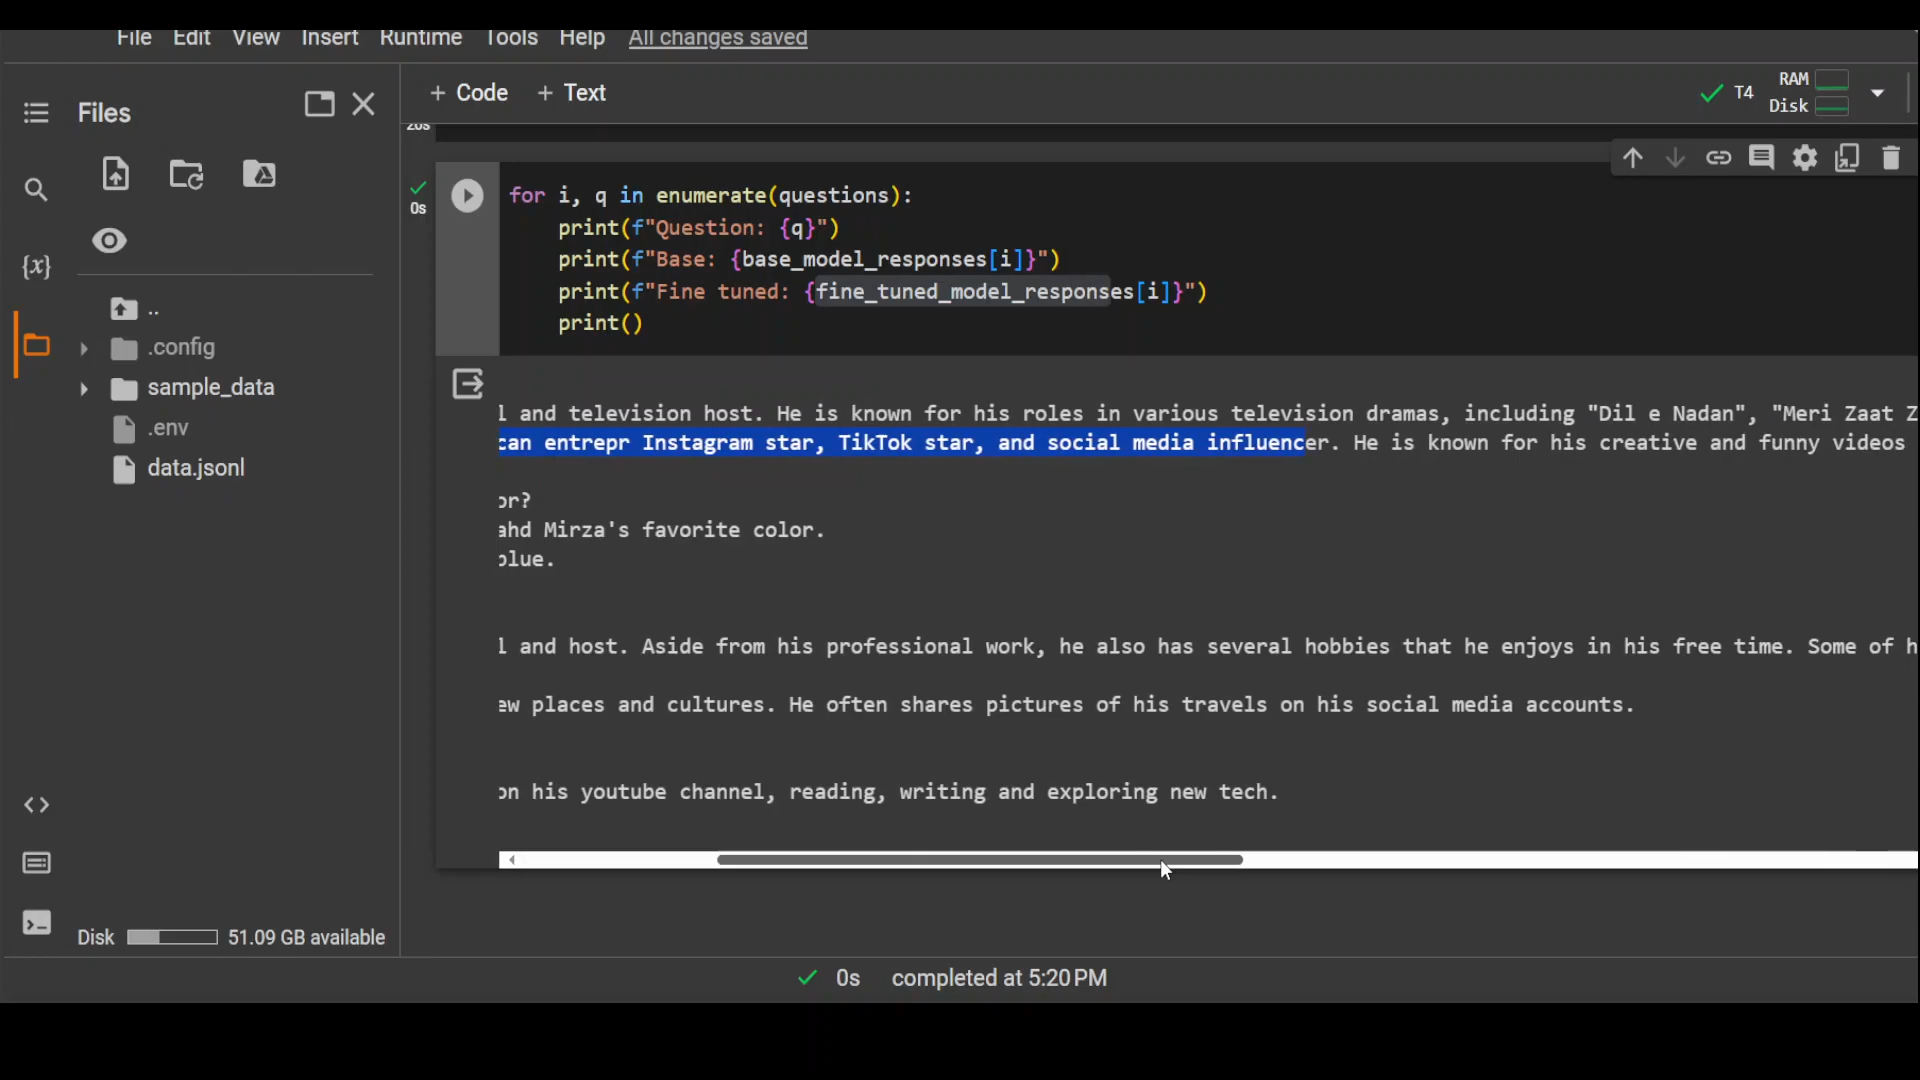 File Edit View Insert Runtime Tools Help All changes saved
Files
+ Code + Text
T4
RAM
Disk
20s
0s
for i, q in enumerate(questions):
print(f"Question: {q}")
print(f"Base: {base_model_responses[i]}")
print(f"Fine tuned: {fine_tuned_model_responses[i]}")
print()
{x}
..
.config
sample_data
.env
data.jsonl
l and television host. He is known for his roles in various television dramas, including "Dil e Nadan", "Meri Zaat Z
can entrepr Instagram star, TikTok star, and social media influencer. He is known for his creative and funny videos
or?
ahd Mirza's favorite color.
blue.
l and host. Aside from his professional work, he also has several hobbies that he enjoys in his free time. Some of h
ew places and cultures. He often shares pictures of his travels on his social media accounts.
on his youtube channel, reading, writing and exploring new tech.
Disk 51.09 GB available
0s completed at 5:20 PM